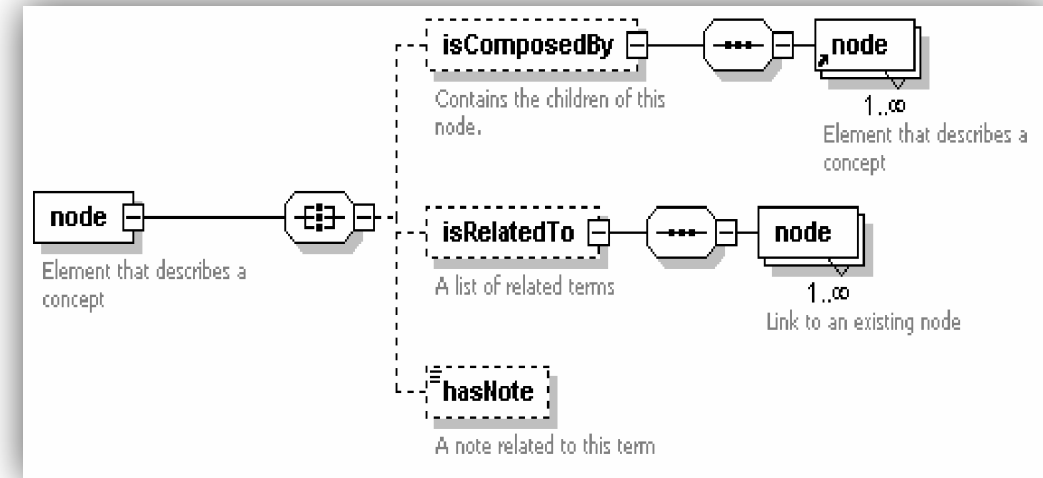 isComposedBy
Contains the children of this
node.
node
1..∞
Element that describes a
concept
node
Element that describes a
concept
isRelatedTo
A list of related terms
node
1..∞
Link to an existing node
hasNote
A note related to this term